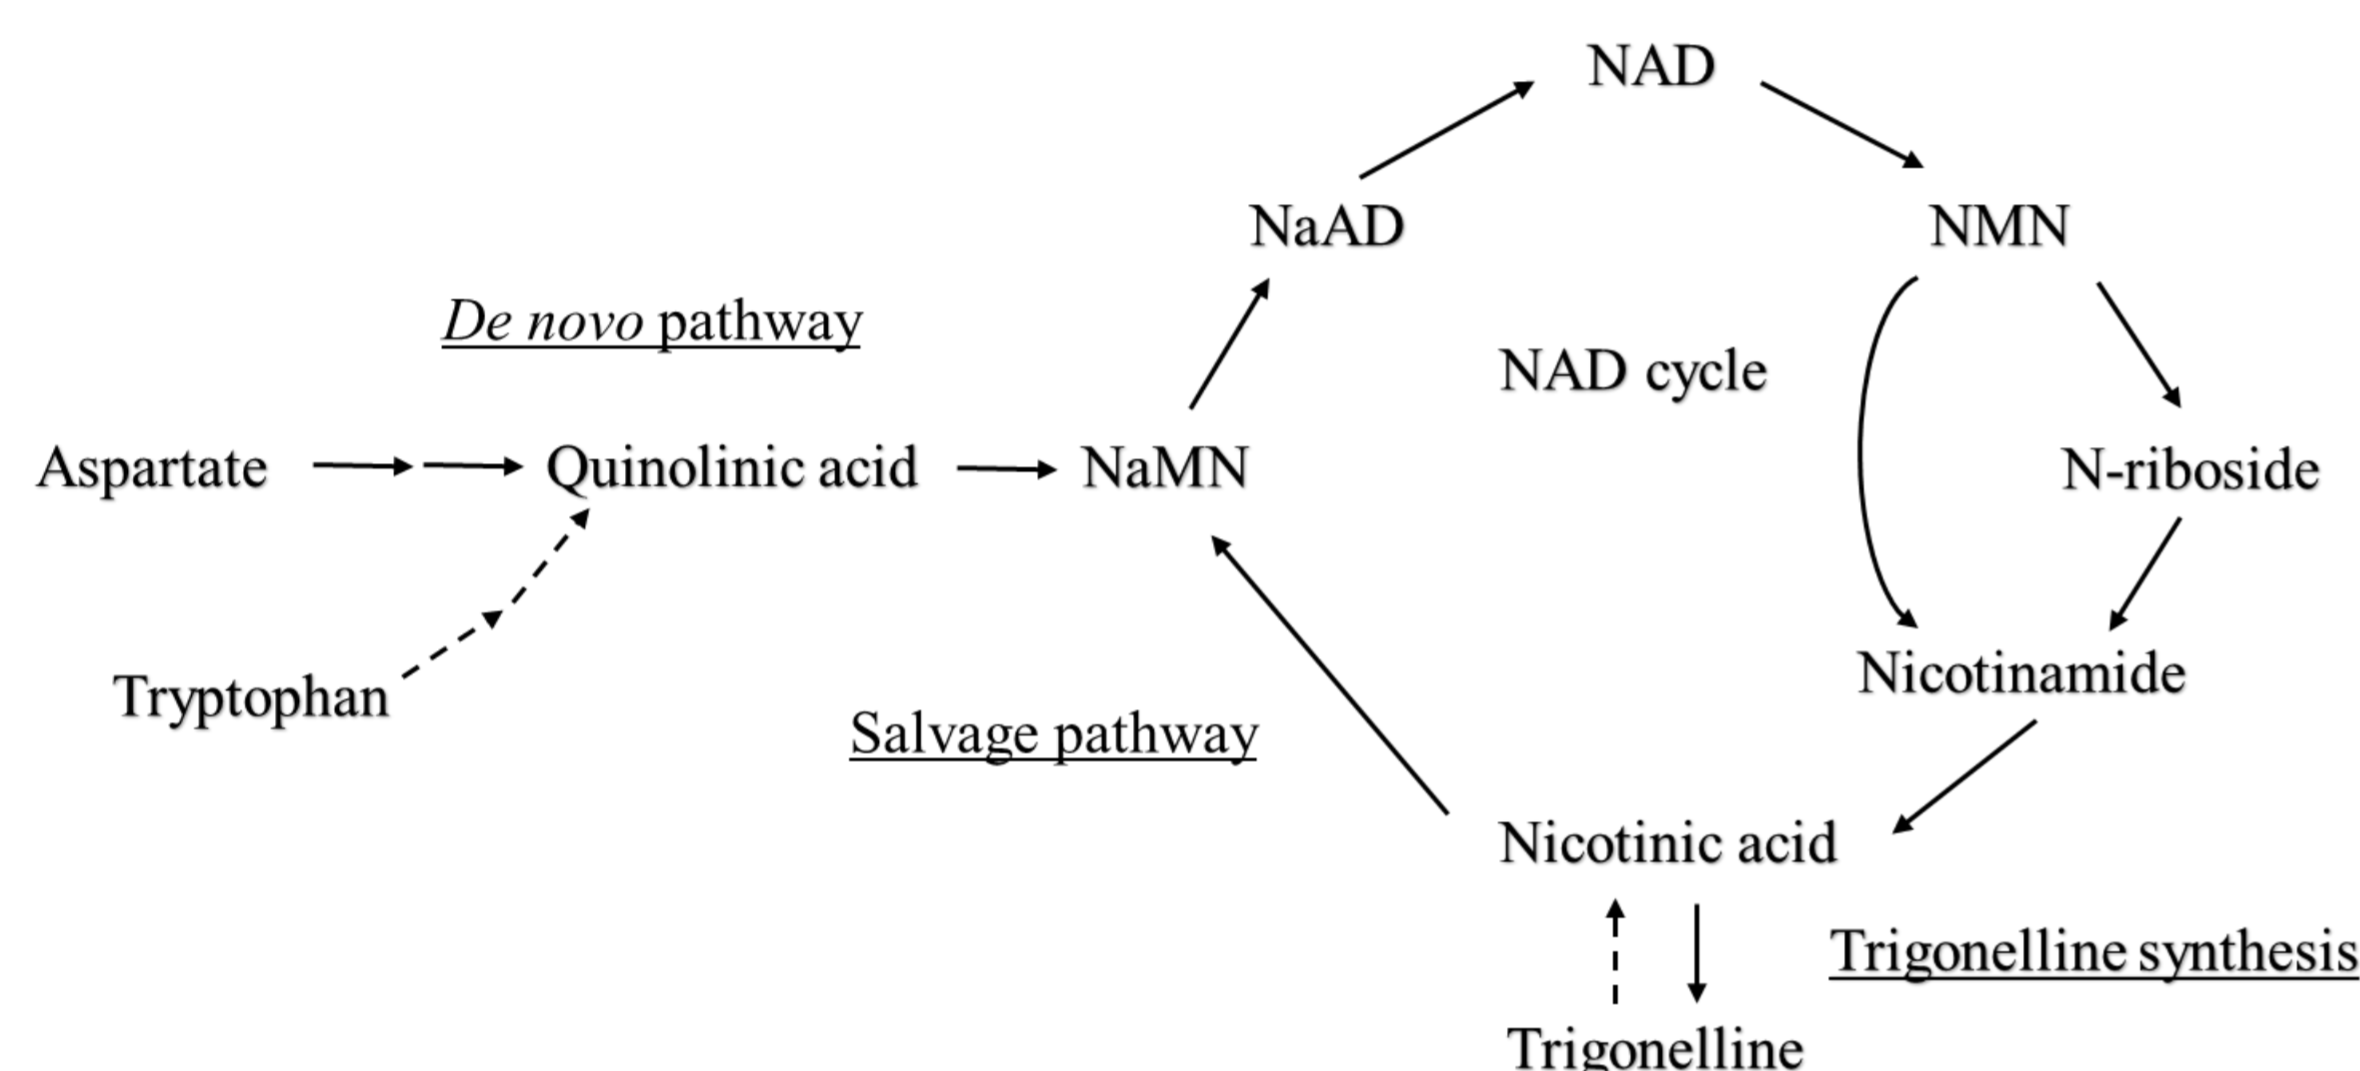 NAD
NaAD
NMN
De novo pathway
NAD cycle
Aspartate
Quinolinic acid
NaMN
N-riboside
Tryptophan
Nicotinamide
Salvage pathway
Nicotinic acid
Trigonelline synthesis
Trigonelline